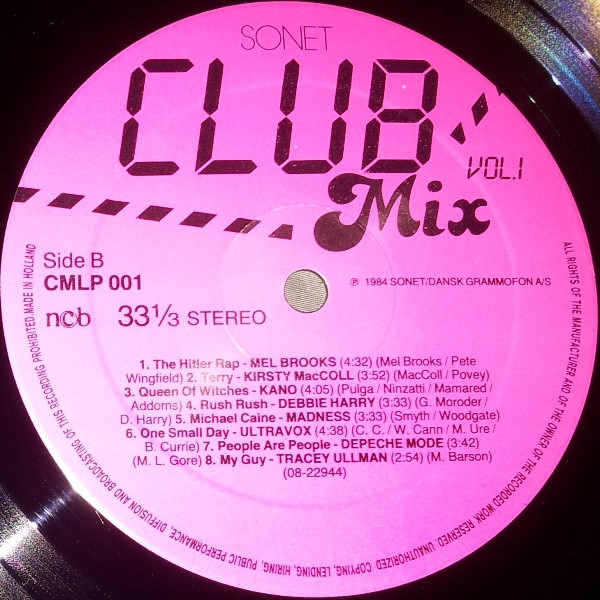 SONET
CLUB
VOL.1
Mix
Side B
CMLP 001
℗ 1984 SONET/DANSK GRAMMOFON A/S
ncb 33 1/3 STEREO
1. The Hitler Rap - MEL BROOKS (4:32) (Mel Brooks / Pete
Wingfield) 2. Terry - KIRSTY MacCOLL (3:52) (MacColl / Povey)
3. Queen Of Witches - KANO (4:05) (Pulga / Ninzatti / Mamared /
Addoms) 4. Rush Rush - DEBBIE HARRY (3:33) (G. Moroder /
D. Harry) 5. Michael Caine - MADNESS (3:33) (Smyth / Woodgate)
6. One Small Day - ULTRAVOX (4:38) (C. C. / W. Cann / M. Ure /
B. Currie) 7. People Are People - DEPECHE MODE (3:42)
(M. L. Gore) 8. My Guy - TRACEY ULLMAN (2:54) (M. Barson)
(08-22944)
ALL RIGHTS OF THE MANUFACTURER AND OF THE OWNER OF THE RECORDED WORK RESERVED. UNAUTHORIZED COPYING, LENDING, HIRING, PUBLIC PERFORMANCE, DIFFUSION AND BROADCASTING OF THIS RECORDING PROHIBITED. MADE IN HOLLAND